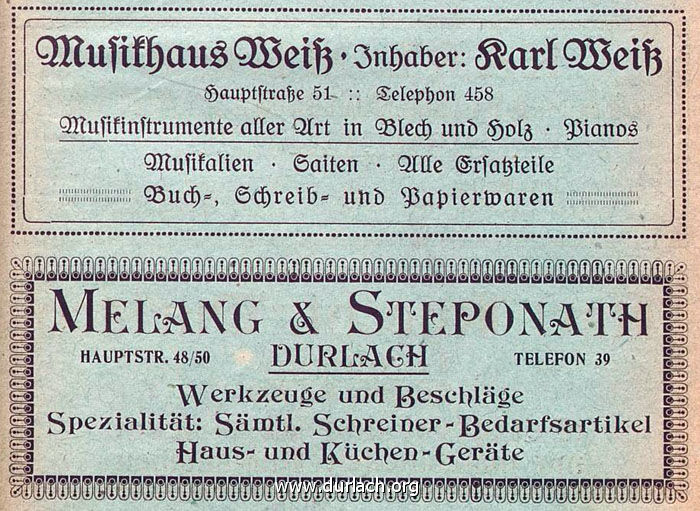 Musikhaus Weiß · Inhaber: Karl Weiß
Hauptstraße 51 :: Telephon 458
Musikinstrumente aller Art in Blech und Holz · Pianos
Musikalien · Saiten · Alle Ersatzteile
Buch-, Schreib- und Papierwaren
MELANG & STEPONATH
HAUPTSTR. 48/50 DURLACH TELEFON 39
Werkzeuge und Beschläge
Spezialität: Sämtl. Schreiner-Bedarfsartikel
Haus- und Küchen-Geräte
www.durlach.org